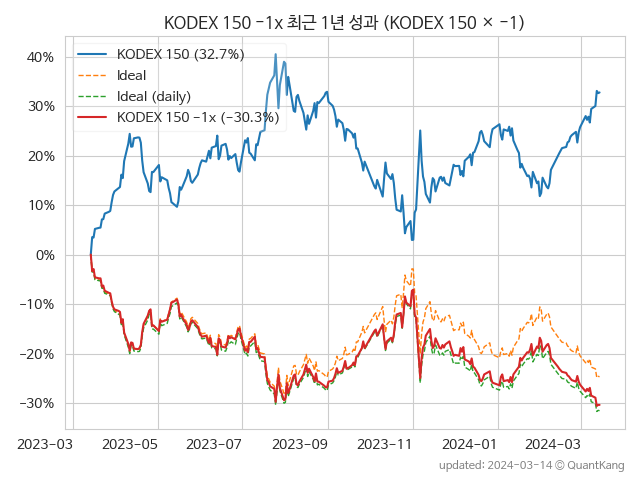 KODEX 150 −1x 최근 1년 성과 (KODEX 150 × −1)
KODEX 150 (32.7%)
Ideal
Ideal (daily)
KODEX 150 −1x (−30.3%)
40%
30%
20%
10%
0%
−10%
−20%
−30%
2023-03 2023-05 2023-07 2023-09 2023-11 2024-01 2024-03
updated: 2024-03-14 © QuantKang